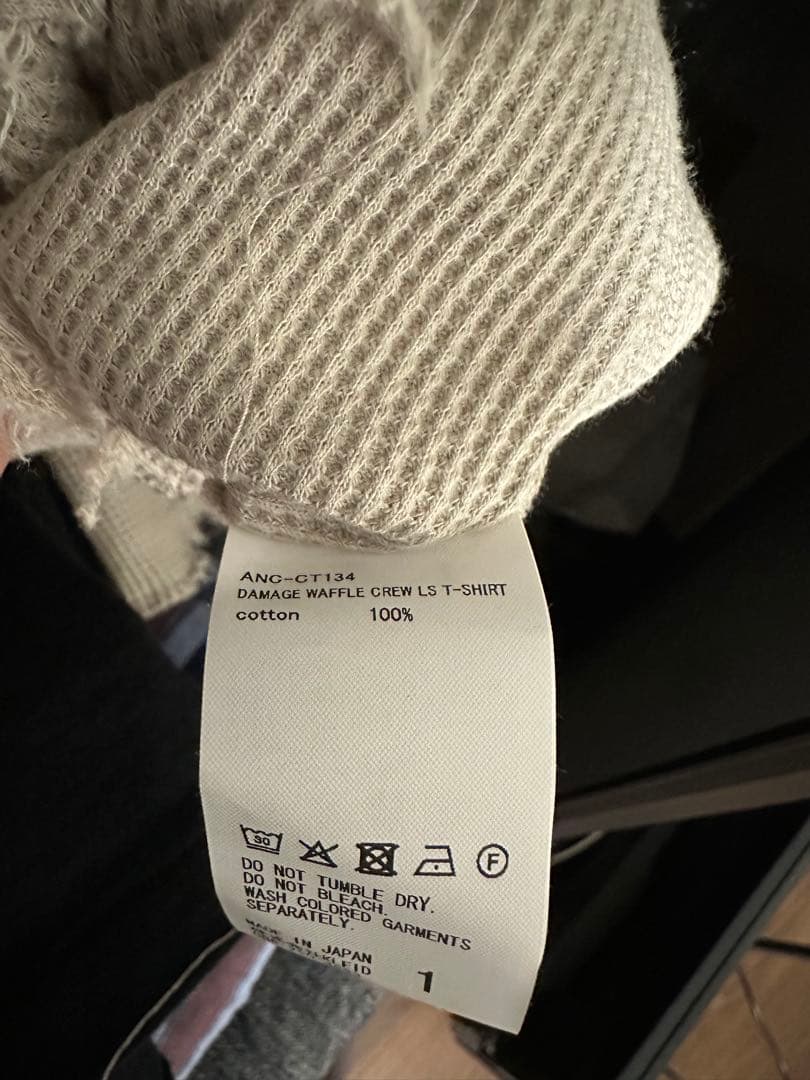 ANC-CT134
DAMAGE WAFFLE CREW LS T-SHIRT
cotton 100%
30
F
DO NOT TUMBLE DRY.
DO NOT BLEACH.
WASH COLORED GARMENTS
SEPARATELY.
MADE IN JAPAN
1